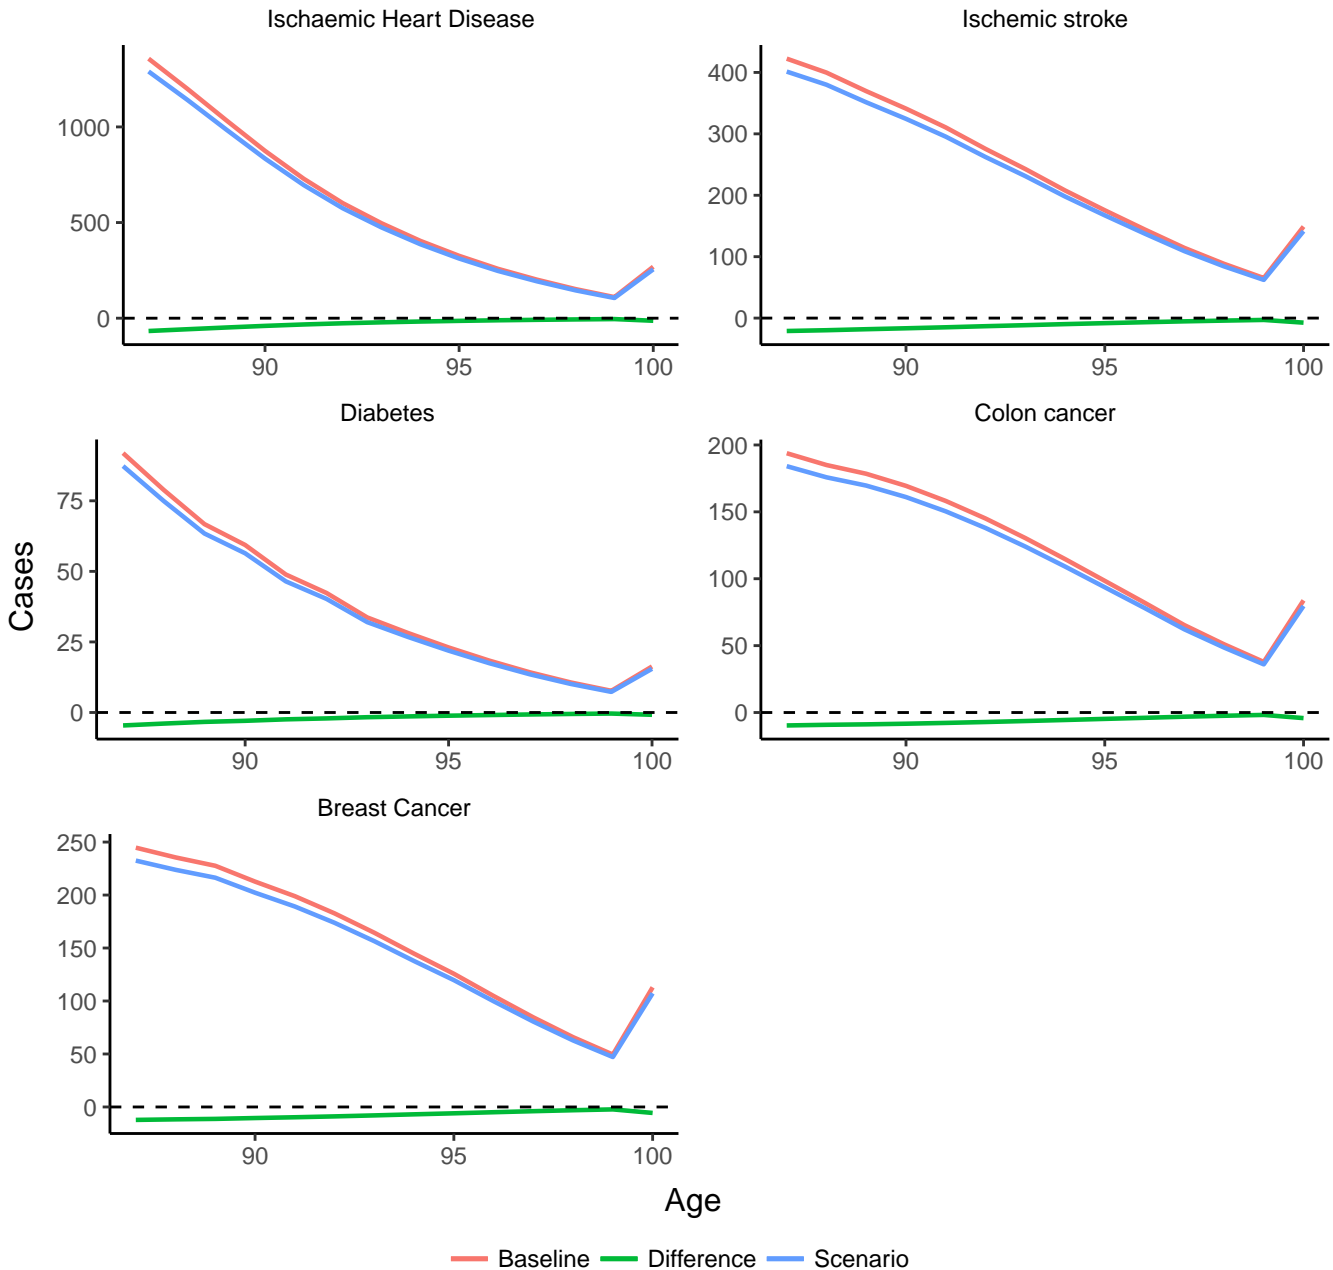 Ischaemic Heart Disease
1000
500
0
90 95 100
Ischemic stroke
400
300
200
100
0
90 95 100
Diabetes
75
50
25
0
90 95 100
Colon cancer
200
150
100
50
0
90 95 100
Breast Cancer
250
200
150
100
50
0
90 95 100
Cases
Age
Baseline Difference Scenario